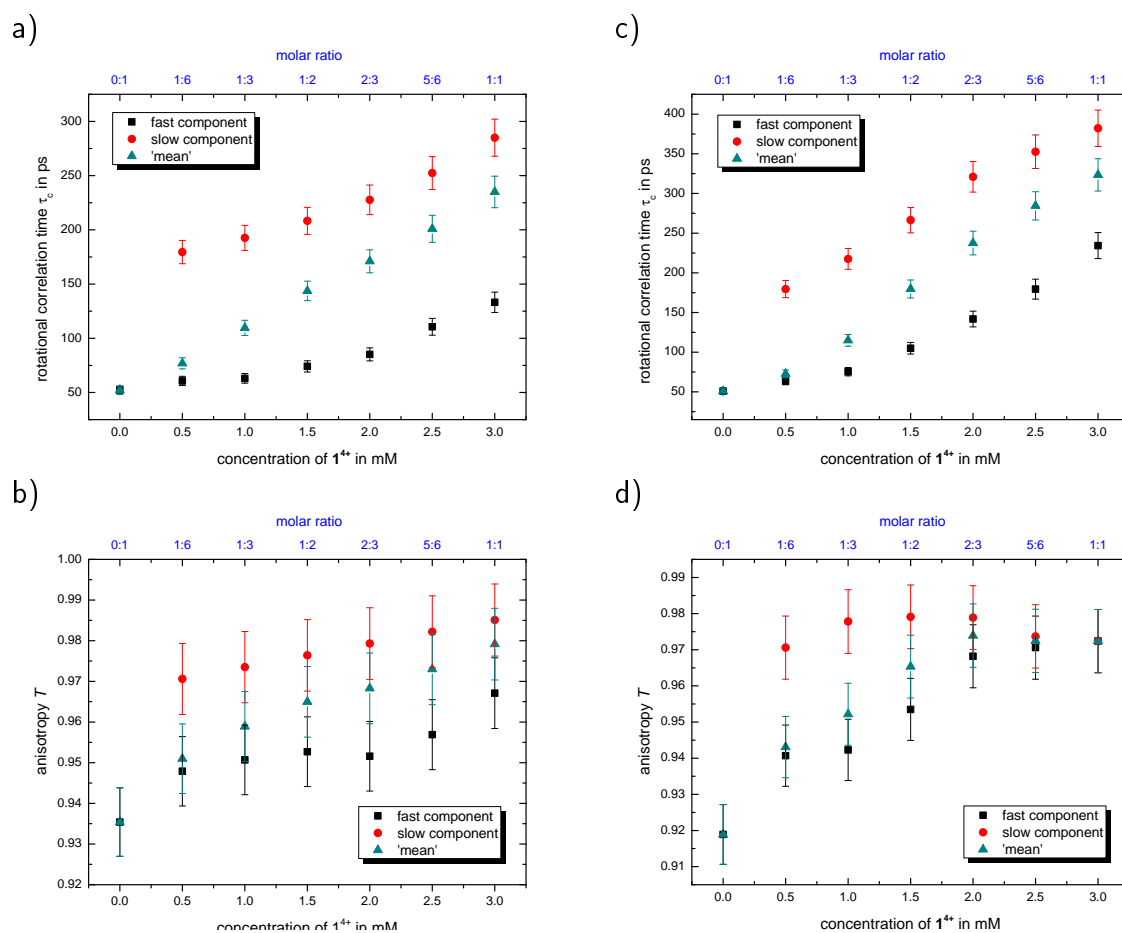 a)
molar ratio
0:1 1:6 1:3 1:2 2:3 5:6 1:1
fast component
slow component
'mean'
rotational correlation time τc in ps
300
250
200
150
100
50
0.0 0.5 1.0 1.5 2.0 2.5 3.0
concentration of 1⁴⁺ in mM
b)
molar ratio
0:1 1:6 1:3 1:2 2:3 5:6 1:1
anisotropy T
1.00
0.99
0.98
0.97
0.96
0.95
0.94
0.93
0.92
fast component
slow component
'mean'
0.0 0.5 1.0 1.5 2.0 2.5 3.0
concentration of 1⁴⁺ in mM
c)
molar ratio
0:1 1:6 1:3 1:2 2:3 5:6 1:1
fast component
slow component
'mean'
rotational correlation time τc in ps
400
350
300
250
200
150
100
50
0.0 0.5 1.0 1.5 2.0 2.5 3.0
concentration of 1⁴⁺ in mM
d)
molar ratio
0:1 1:6 1:3 1:2 2:3 5:6 1:1
anisotropy T
0.99
0.98
0.97
0.96
0.95
0.94
0.93
0.92
0.91
fast component
slow component
'mean'
0.0 0.5 1.0 1.5 2.0 2.5 3.0
concentration of 1⁴⁺ in mM